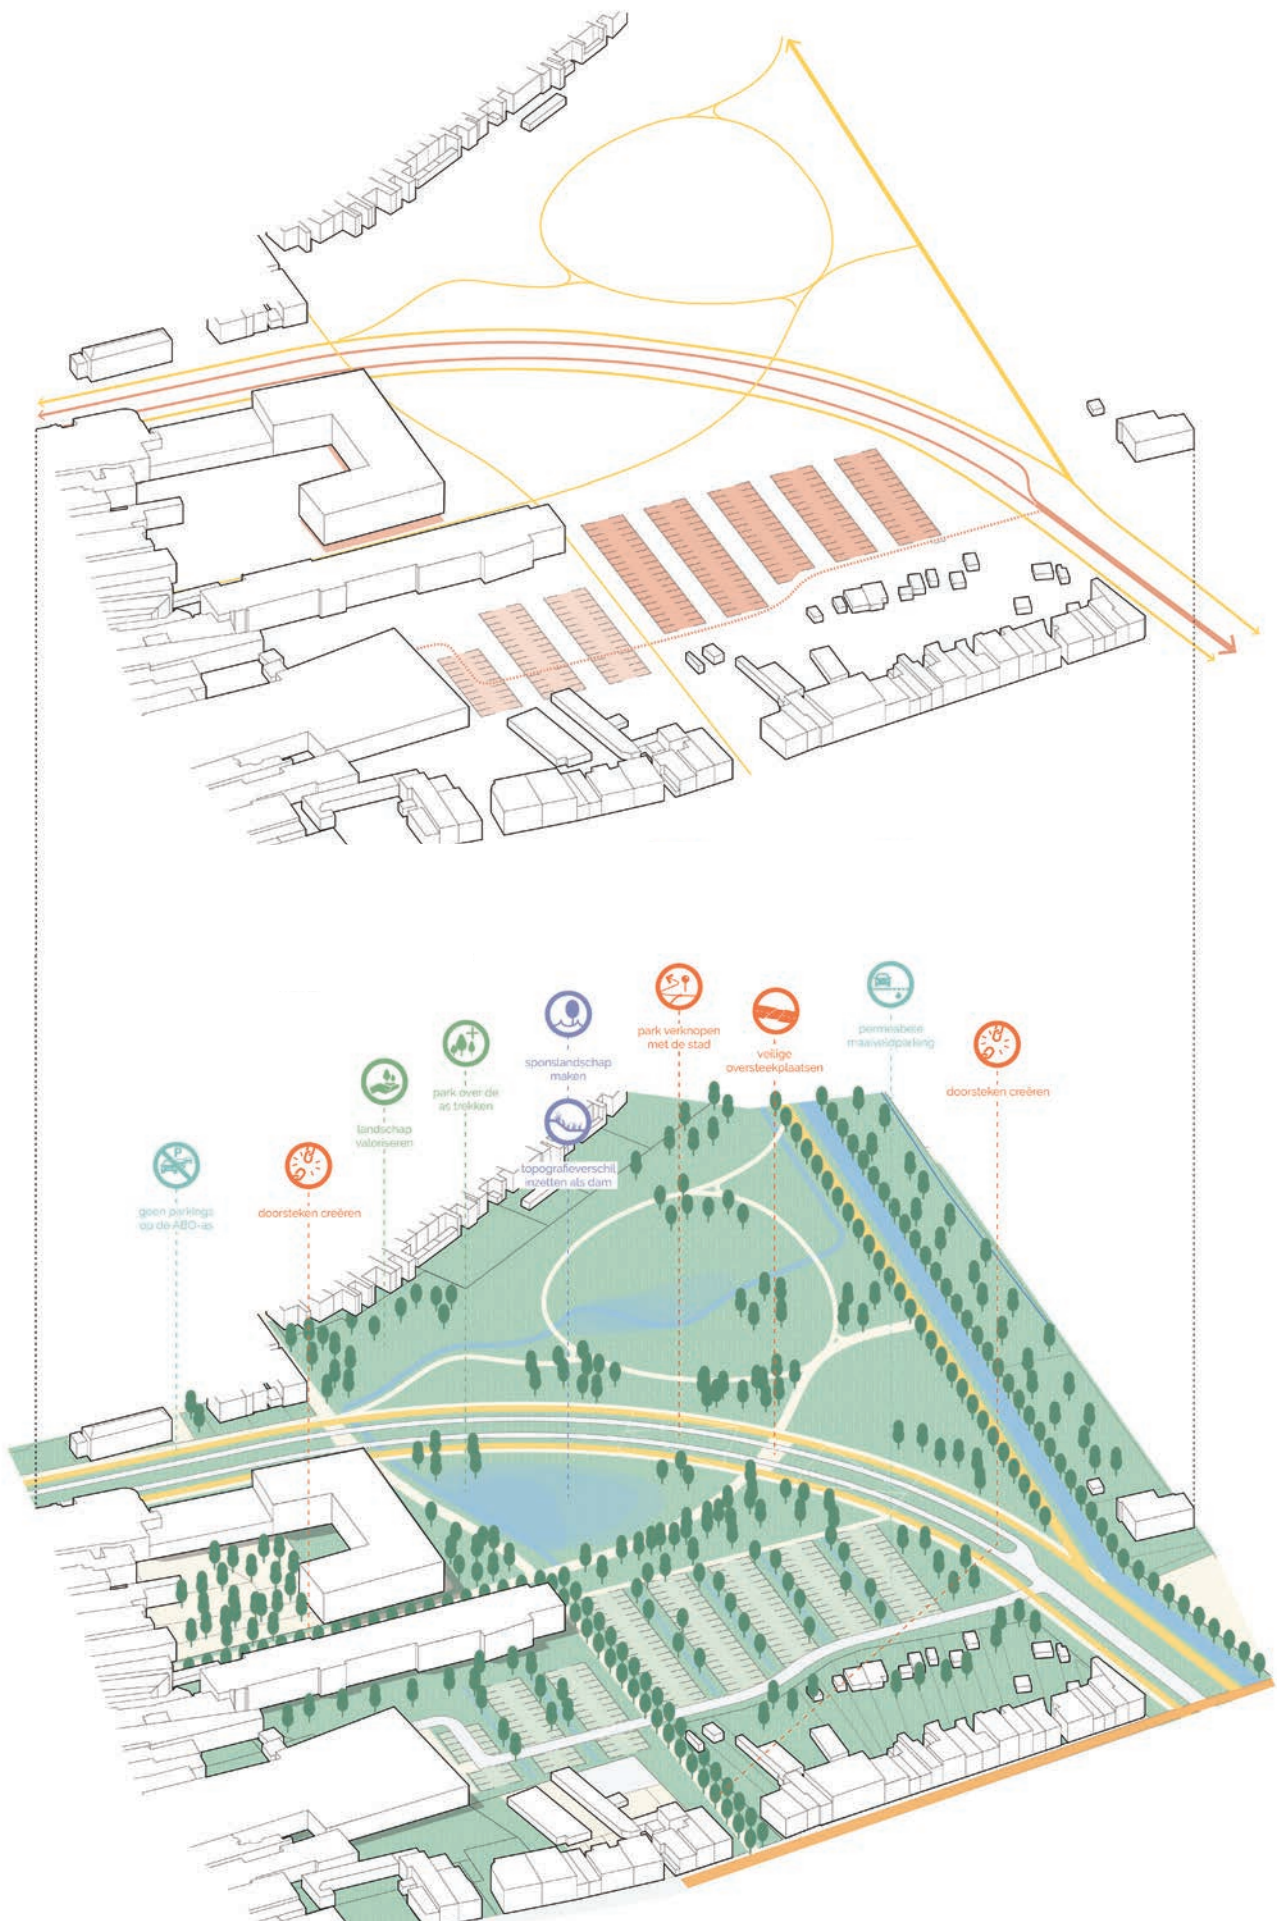 park verknopen
met de stad
veilige
oversteekplaatsen
permeabele
maaiveldparking
sponslandschap
maken
park over de
as trekken
doorsteken creëren
landschap
valoriseren
topografieverschil
inzetten als dam
P
geen parkings
op de ABO-as
doorsteken creëren